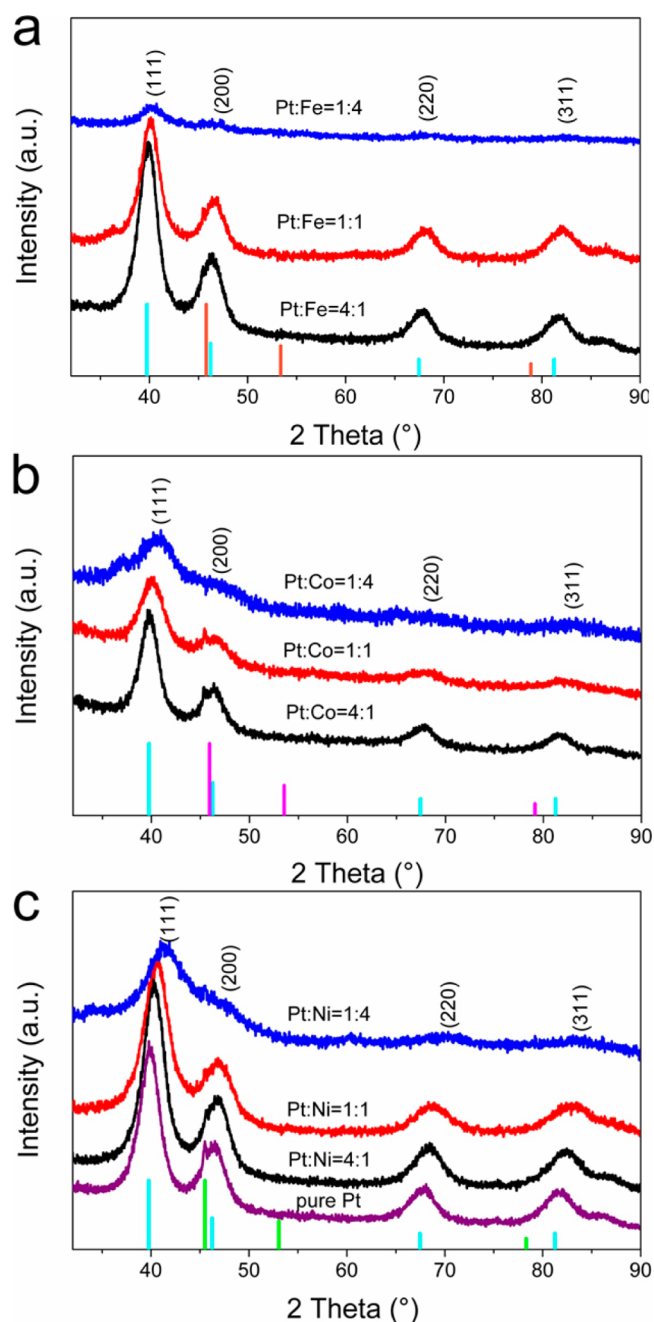 a
(111)
(200)
(220)
(311)
Pt:Fe=1:4
Pt:Fe=1:1
Pt:Fe=4:1
Intensity (a.u.)
40 50 60 70 80 90
2 Theta (°)
b
(111)
(200)
(220)
(311)
Pt:Co=1:4
Pt:Co=1:1
Pt:Co=4:1
Intensity (a.u.)
40 50 60 70 80 90
2 Theta (°)
c
(111)
(200)
(220)
(311)
Pt:Ni=1:4
Pt:Ni=1:1
Pt:Ni=4:1
pure Pt
Intensity (a.u.)
40 50 60 70 80 90
2 Theta (°)